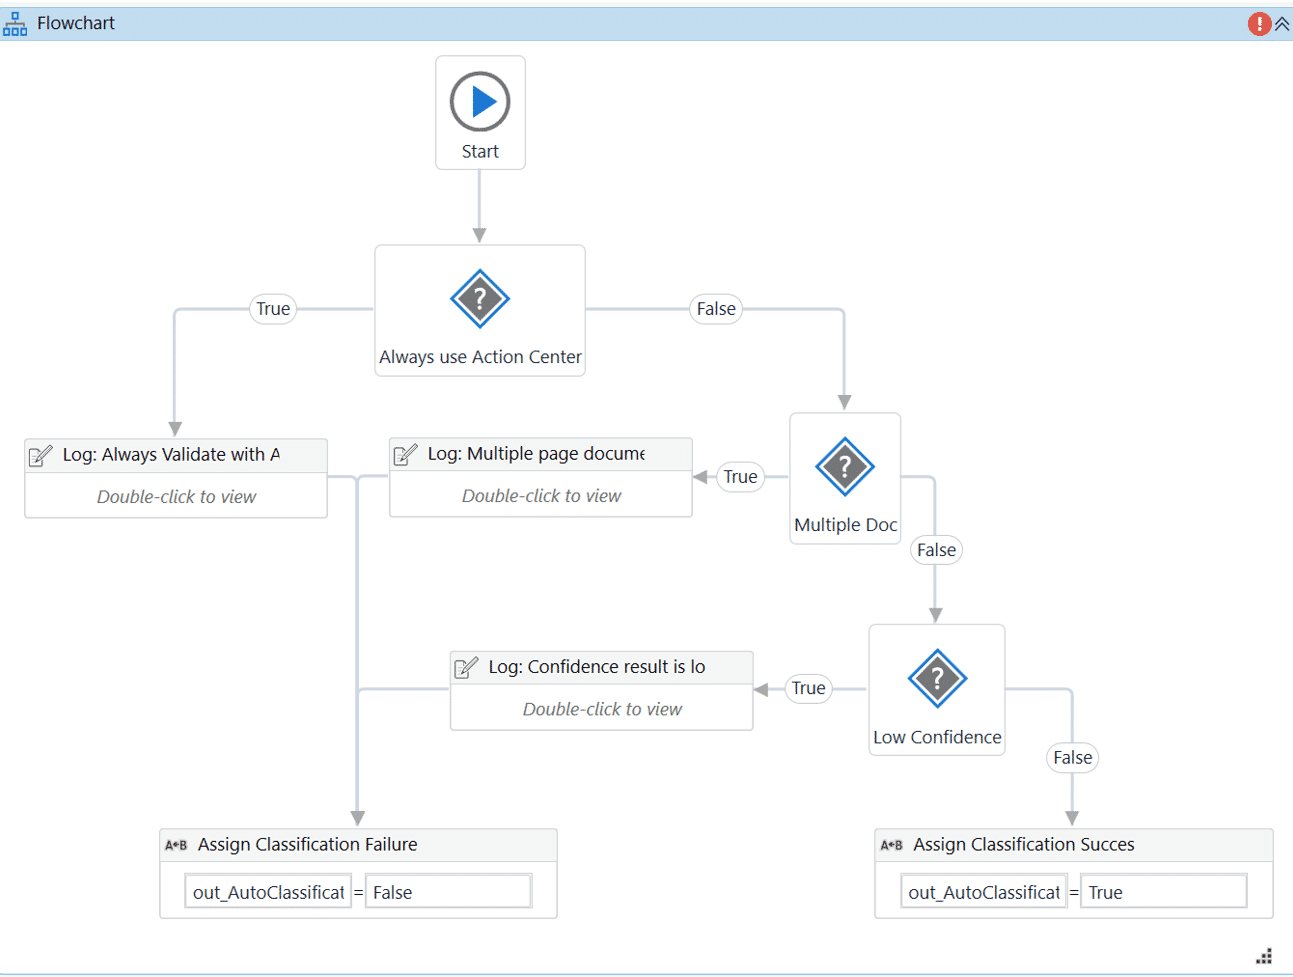 Flowchart
Start
True
False
Always use Action Center
Log: Always Validate with A
Double-click to view
Log: Multiple page docume
Double-click to view
True
Multiple Doc
False
Log: Confidence result is lo
Double-click to view
True
Low Confidence
False
A B Assign Classification Failure
out_AutoClassificat = False
A B Assign Classification Succes
out_AutoClassificat = True